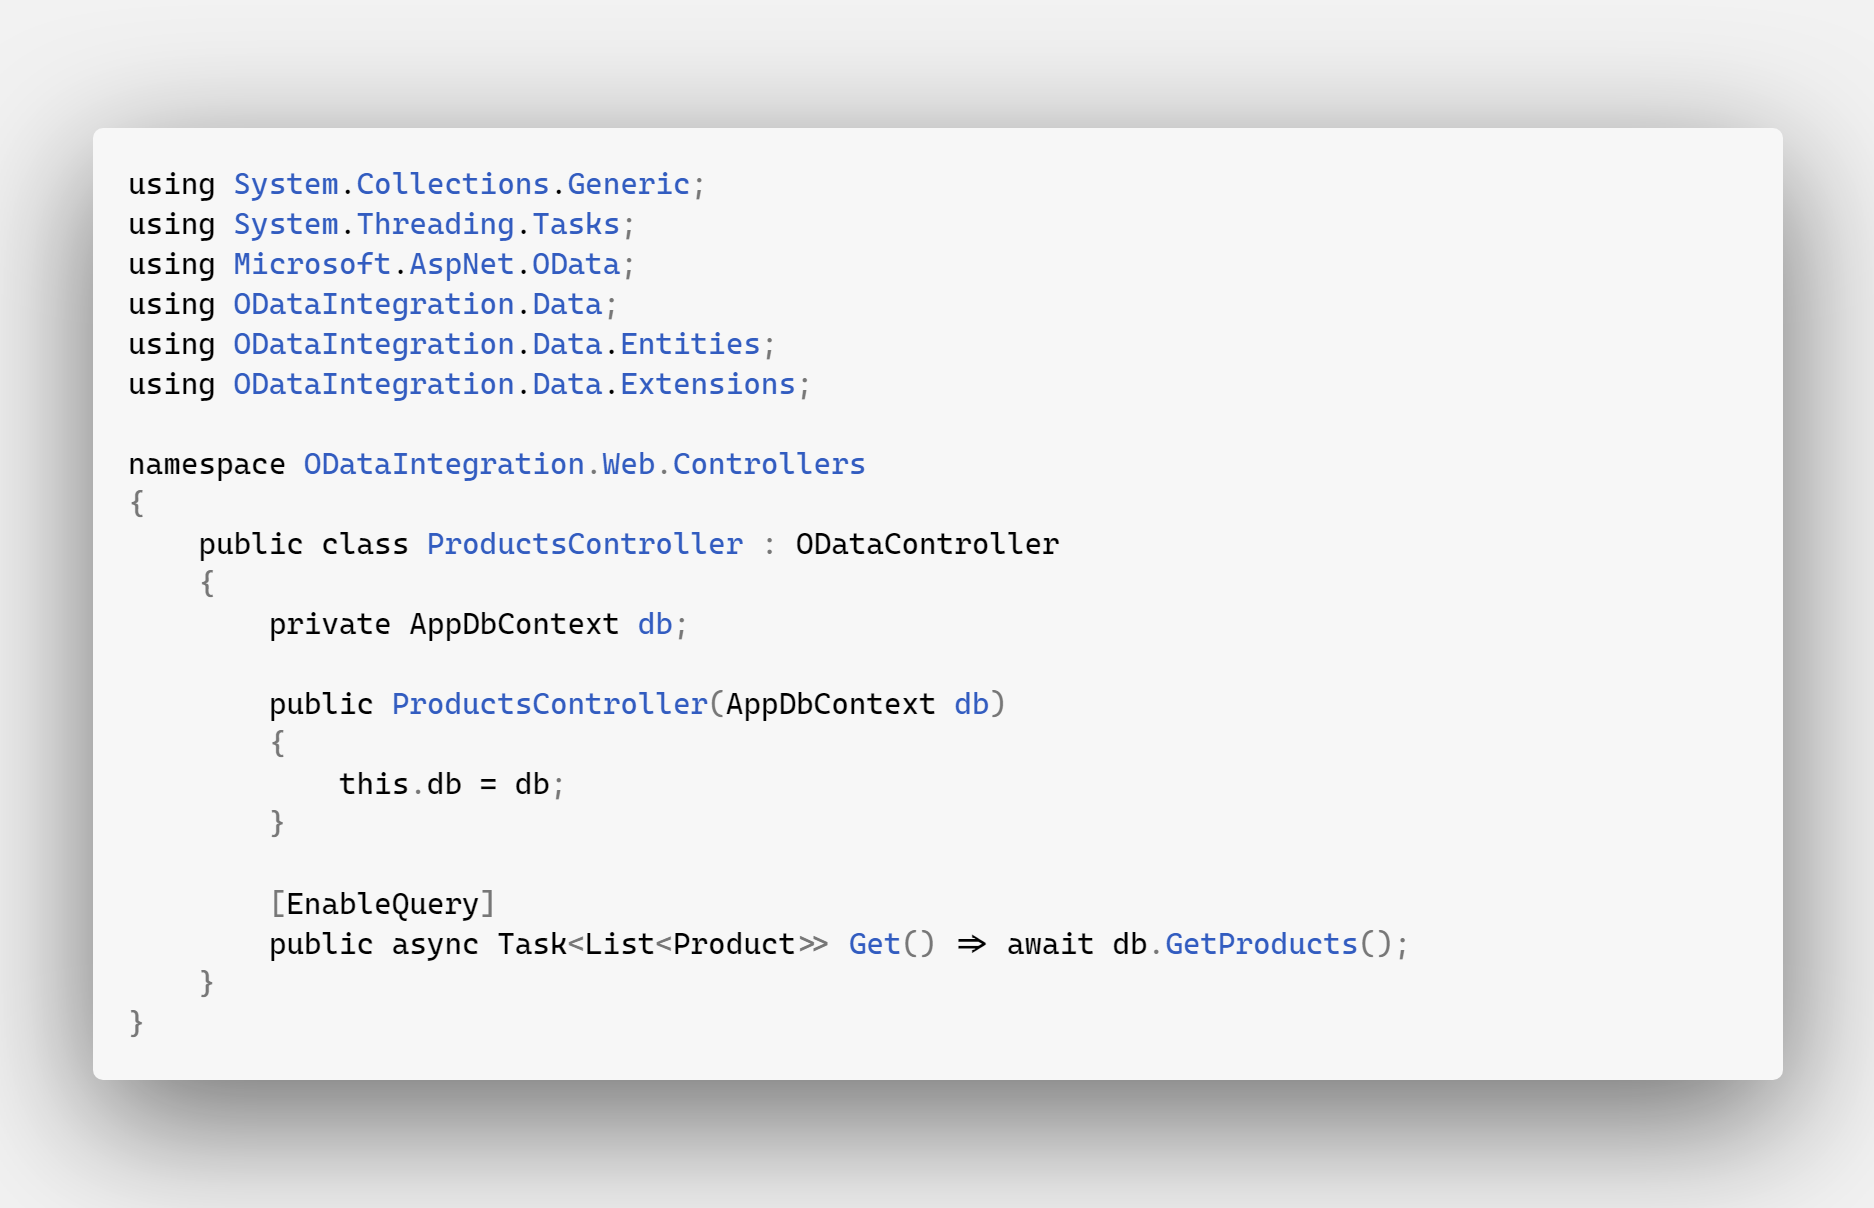 using System.Collections.Generic;
using System.Threading.Tasks;
using Microsoft.AspNet.OData;
using ODataIntegration.Data;
using ODataIntegration.Data.Entities;
using ODataIntegration.Data.Extensions;

namespace ODataIntegration.Web.Controllers
{
    public class ProductsController : ODataController
    {
        private AppDbContext db;

        public ProductsController(AppDbContext db)
        {
            this.db = db;
        }

        [EnableQuery]
        public async Task<List<Product>> Get() => await db.GetProducts();
    }
}